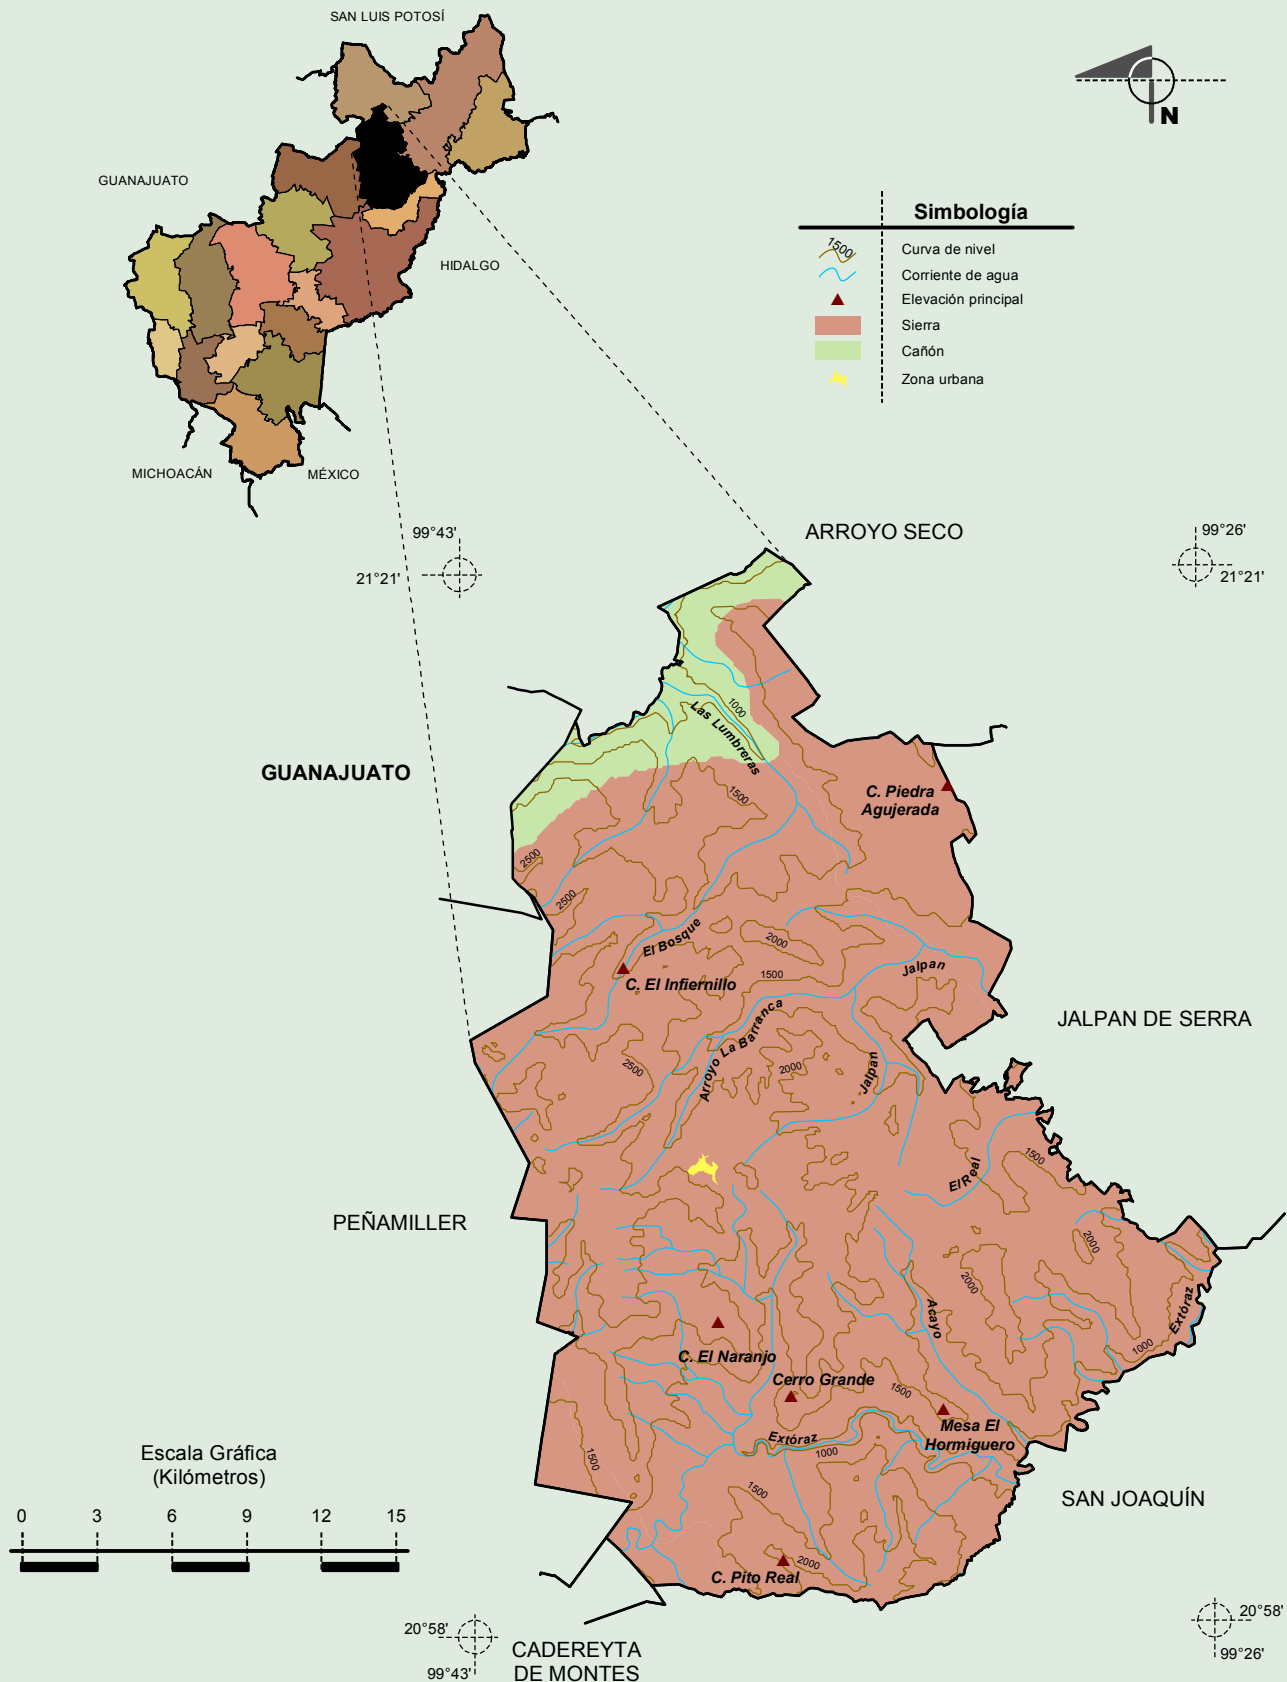 SAN LUIS POTOSÍ
GUANAJUATO
HIDALGO
MICHOACÁN
MÉXICO
N
Simbología
1500
Curva de nivel
Corriente de agua
Elevación principal
Sierra
Cañón
Zona urbana
ARROYO SECO
99°43'
21°21'
99°26'
21°21'
GUANAJUATO
1000
Las Lumbreras
1500
C. Piedra
Agujerada
2500
2500
El Bosque
2000
C. El Infiernillo
1500
Jalpan
JALPAN DE SERRA
Arroyo La Barranca
2500
2000
Jalpan
El Real
1500
PEÑAMILLER
2000
2000
Extóraz
Acayo
1000
C. El Naranjo
Cerro Grande
1500
Mesa El
Hormiguero
Extóraz
1000
1500
1500
SAN JOAQUÍN
2000
C. Pito Real
Escala Gráfica
(Kilómetros)
0 3 6 9 12 15
20°58'
99°43'
CADEREYTA
DE MONTES
20°58'
99°26'